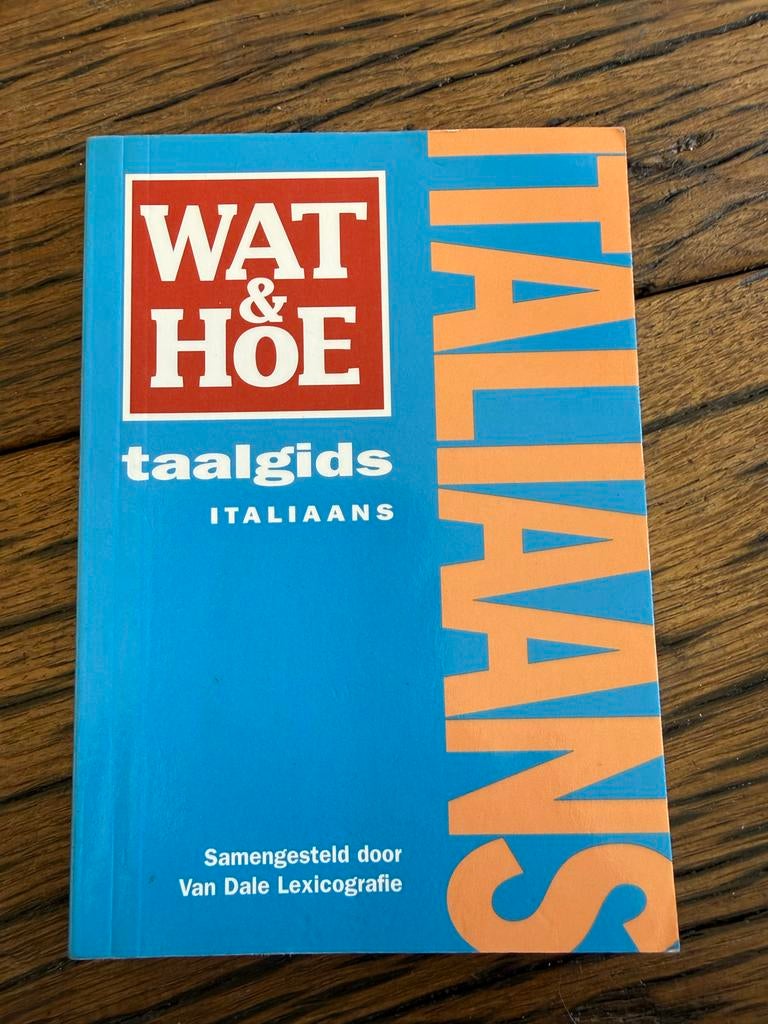 WAT
&
HOE
taalgids
ITALIAANS
Samengesteld door
Van Dale Lexicografie
ITALIAANS